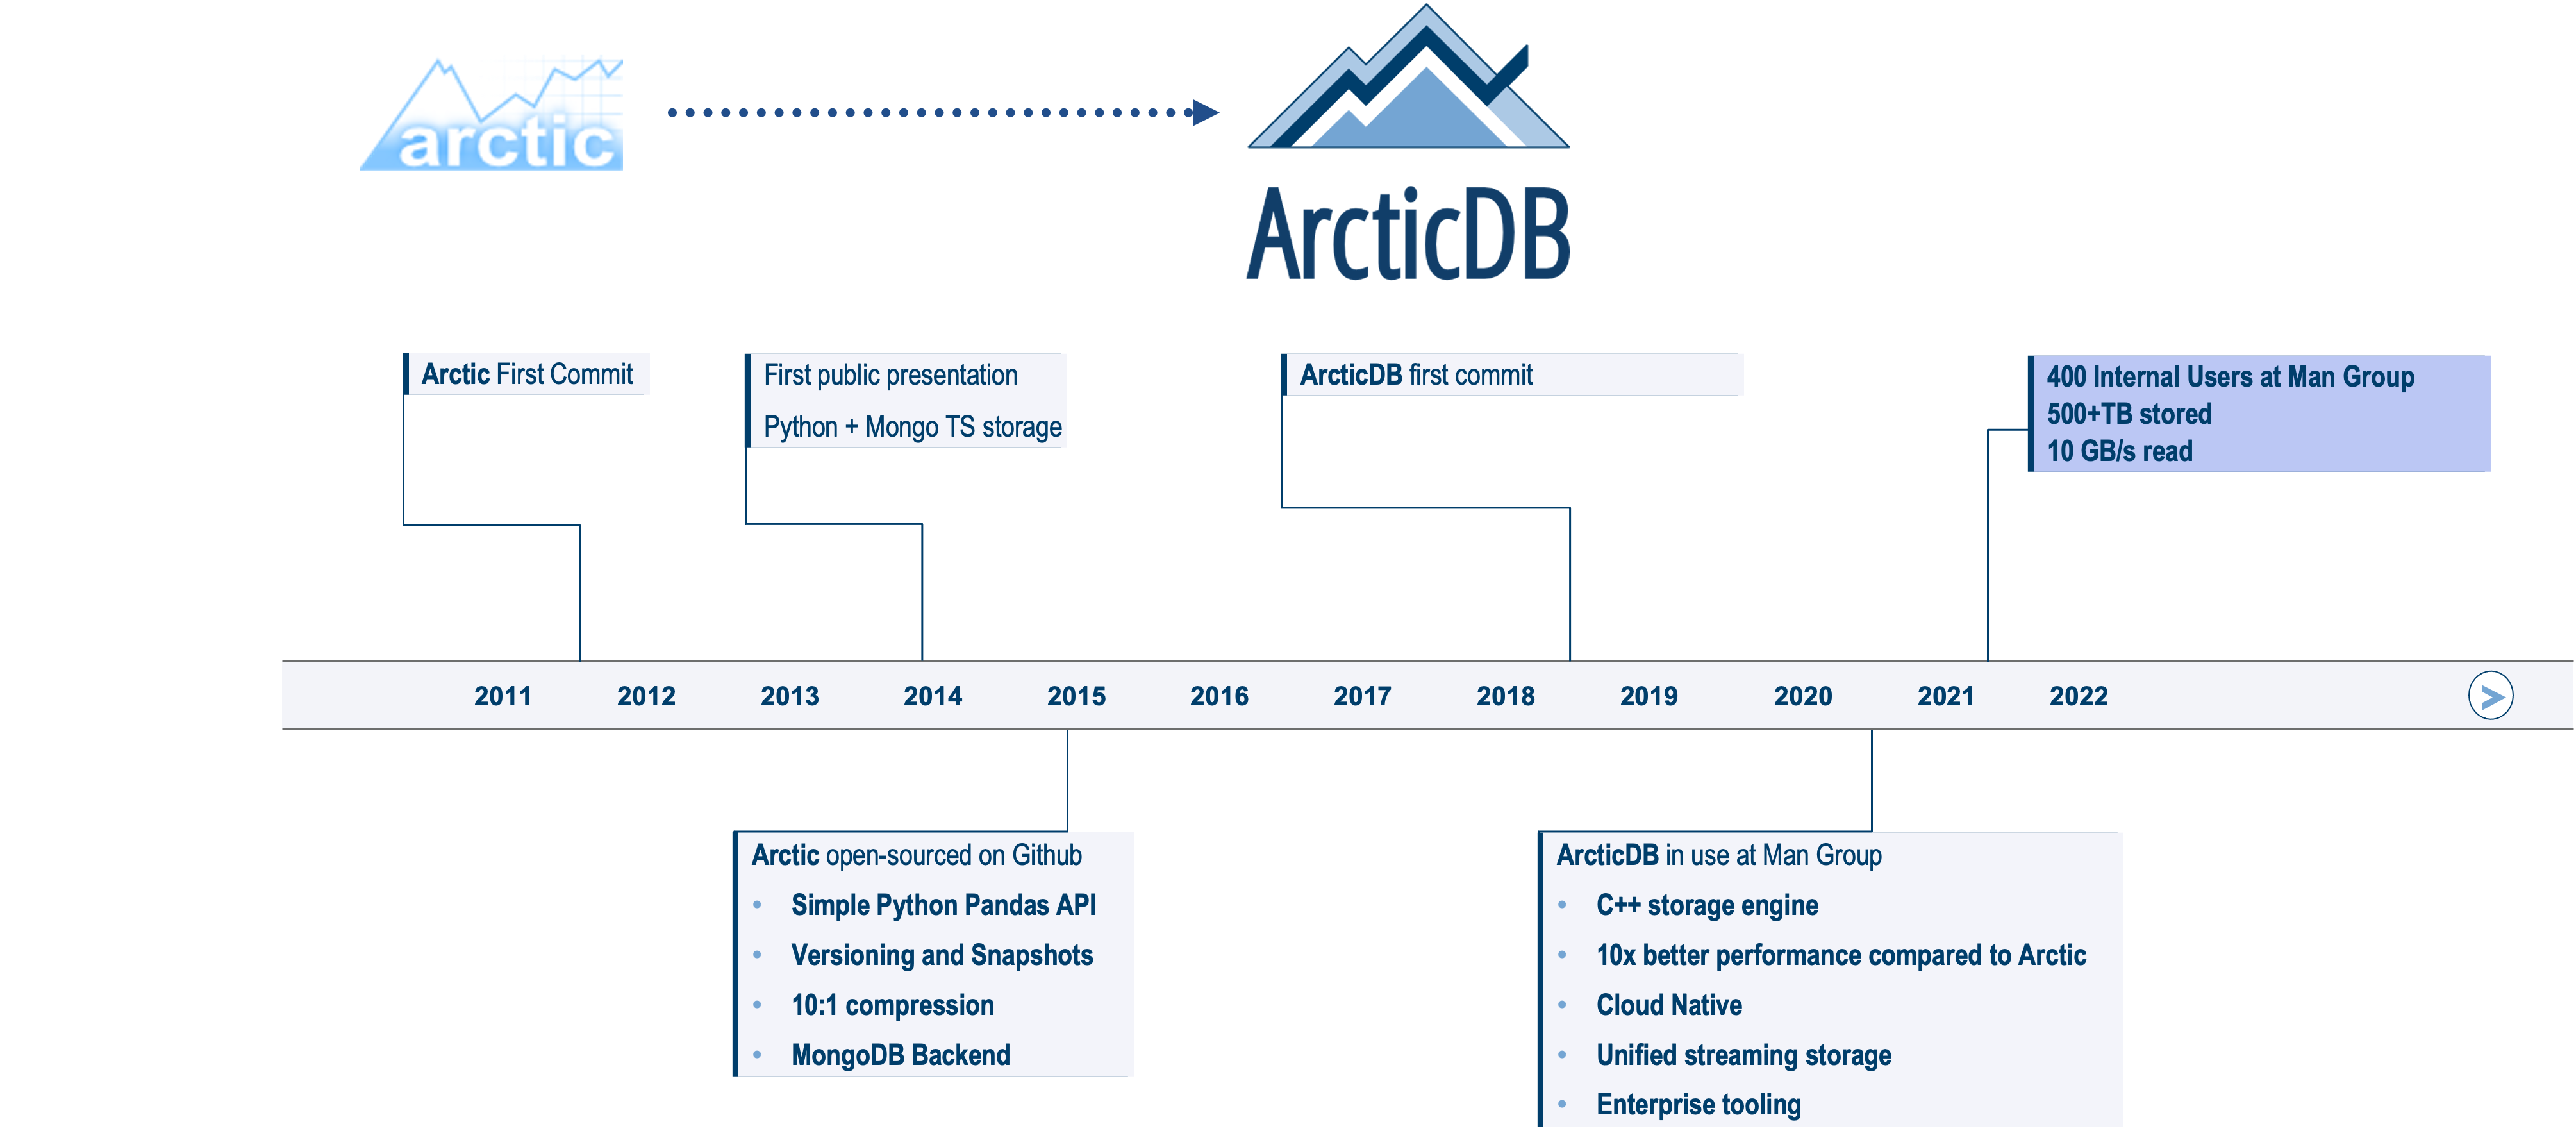 arctic
ArcticDB
Arctic First Commit
First public presentation
Python + Mongo TS storage
ArcticDB first commit
400 Internal Users at Man Group
500+TB stored
10 GB/s read
2011 2012 2013 2014 2015 2016 2017 2018 2019 2020 2021 2022 >
Arctic open-sourced on Github
• Simple Python Pandas API
• Versioning and Snapshots
• 10:1 compression
• MongoDB Backend
ArcticDB in use at Man Group
• C++ storage engine
• 10x better performance compared to Arctic
• Cloud Native
• Unified streaming storage
• Enterprise tooling